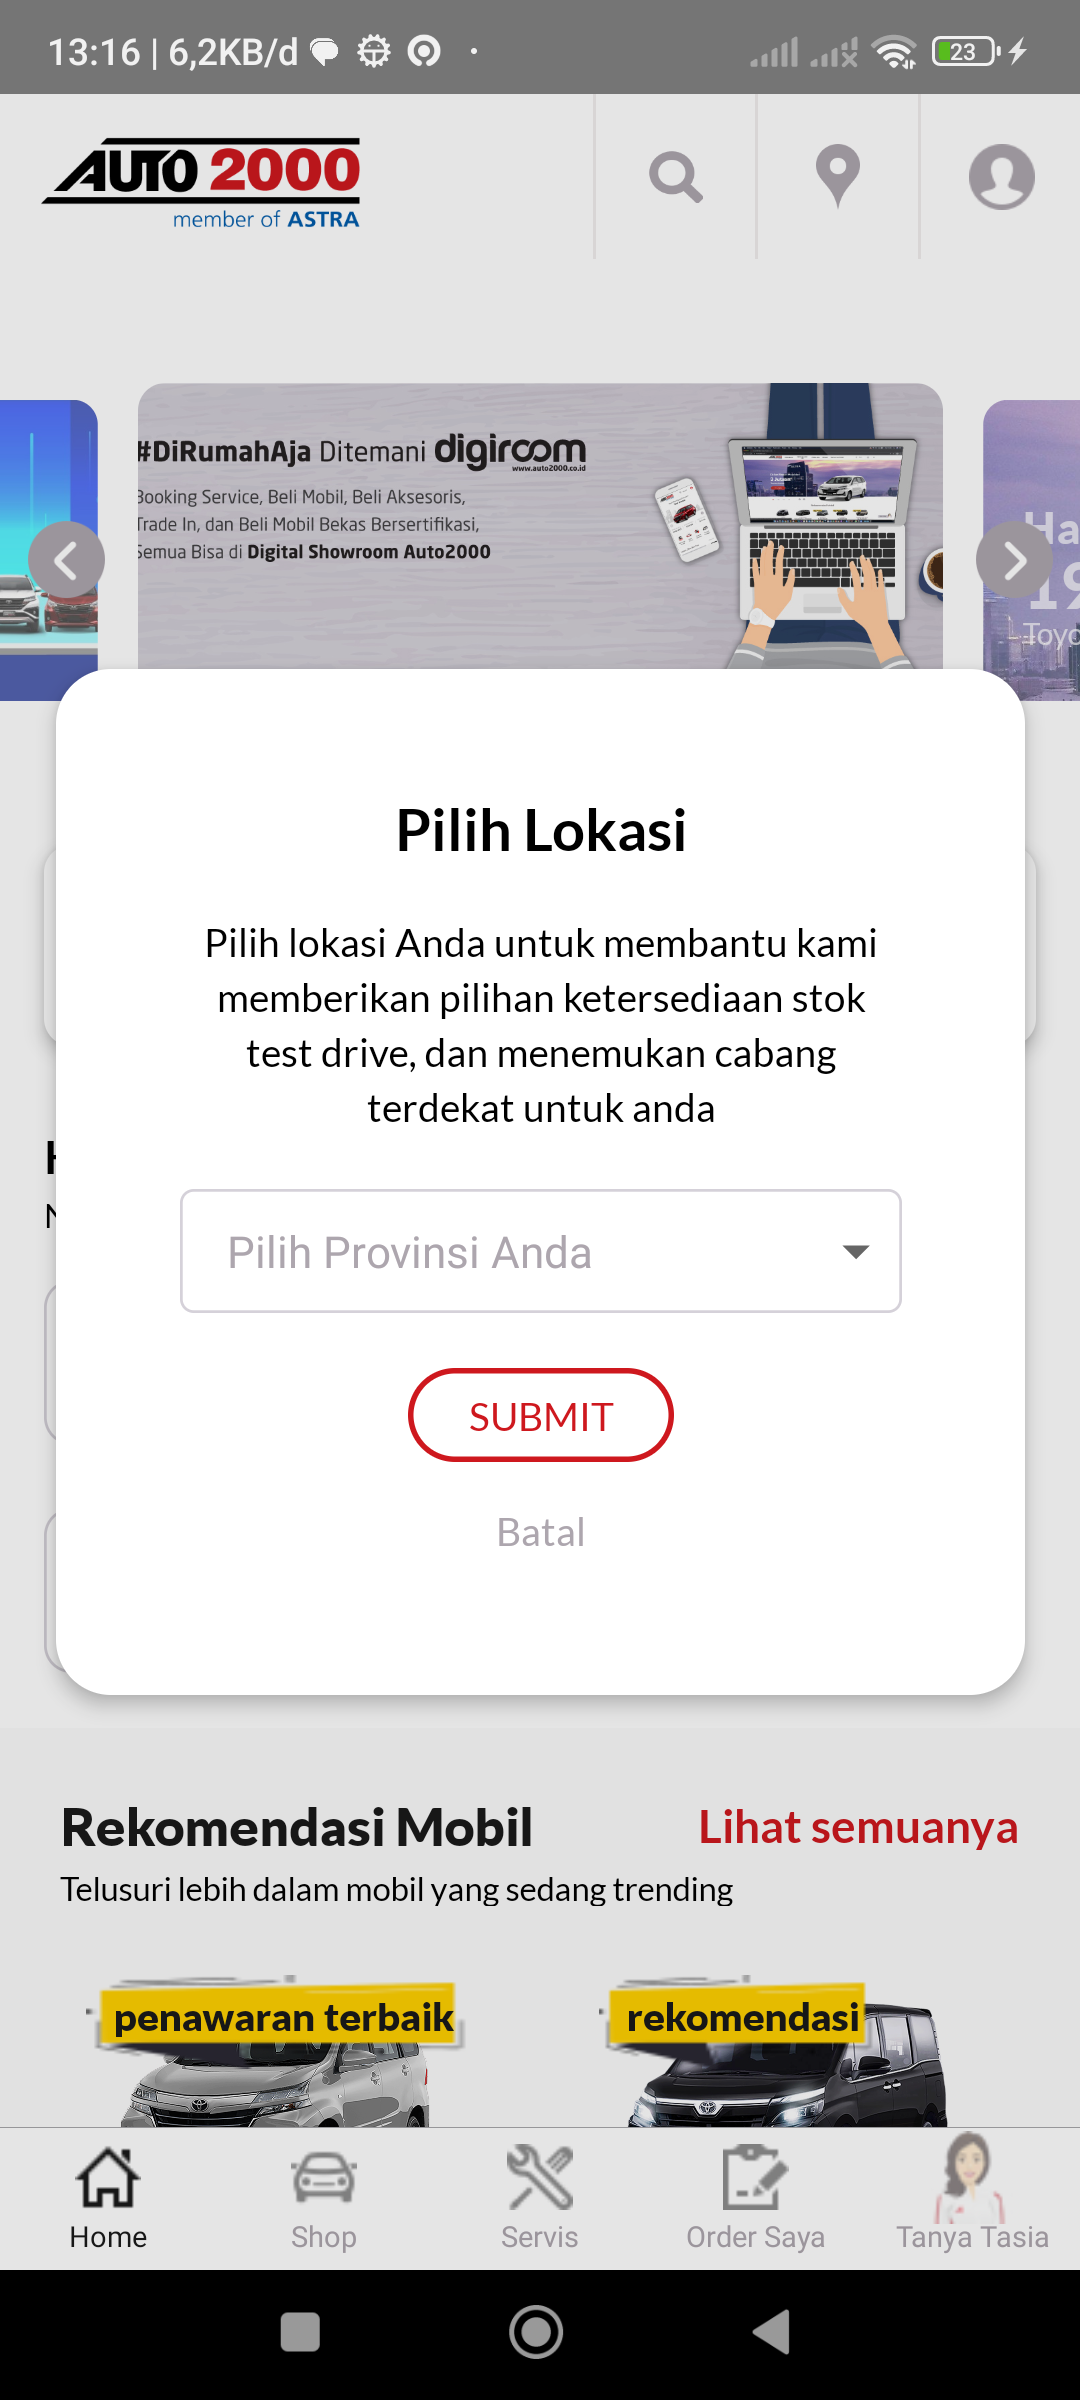 13:16 | 6,2KB/d
23
AUTO 2000
member of ASTRA
#DiRumahAja Ditemani digiroom
www.auto2000.co.id
Booking Service, Beli Mobil, Beli Aksesoris,
Trade In, dan Beli Mobil Bekas Bersertifikasi,
Semua Bisa di Digital Showroom Auto2000
Ha
19
Toyo
Pilih Lokasi
Pilih lokasi Anda untuk membantu kami
memberikan pilihan ketersediaan stok
test drive, dan menemukan cabang
terdekat untuk anda
Pilih Provinsi Anda
SUBMIT
Batal
Rekomendasi Mobil
Lihat semuanya
Telusuri lebih dalam mobil yang sedang trending
penawaran terbaik
rekomendasi
Home
Shop
Servis
Order Saya
Tanya Tasia